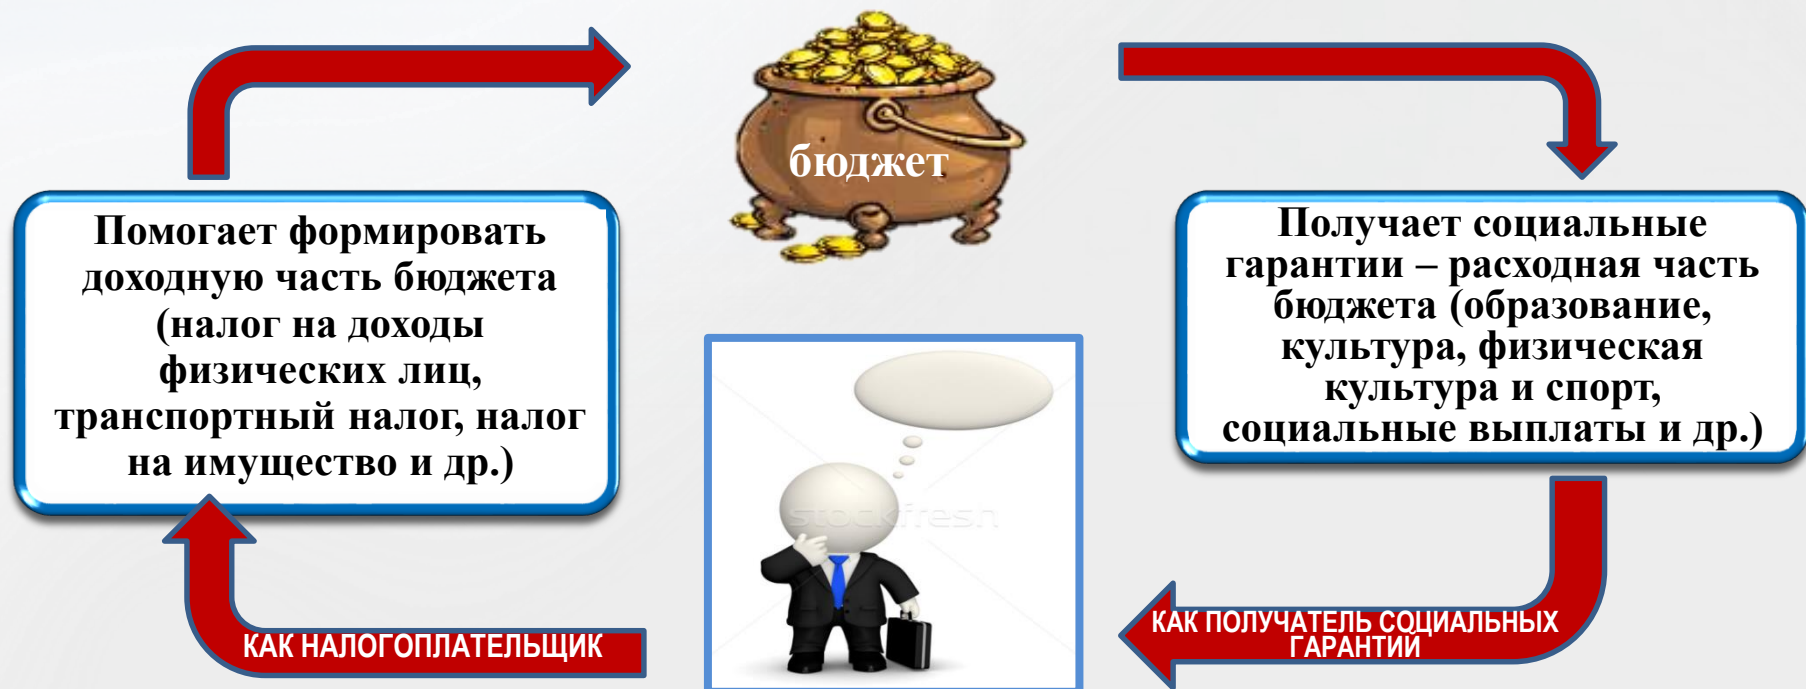 бюджет
Помогает формировать
доходную часть бюджета
(налог на доходы
физических лиц,
транспортный налог, налог
на имущество и др.)
Получает социальные
гарантии – расходная часть
бюджета (образование,
культура, физическая
культура и спорт,
социальные выплаты и др.)
stockfresh
КАК НАЛОГОПЛАТЕЛЬЩИК
КАК ПОЛУЧАТЕЛЬ СОЦИАЛЬНЫХ
ГАРАНТИЙ